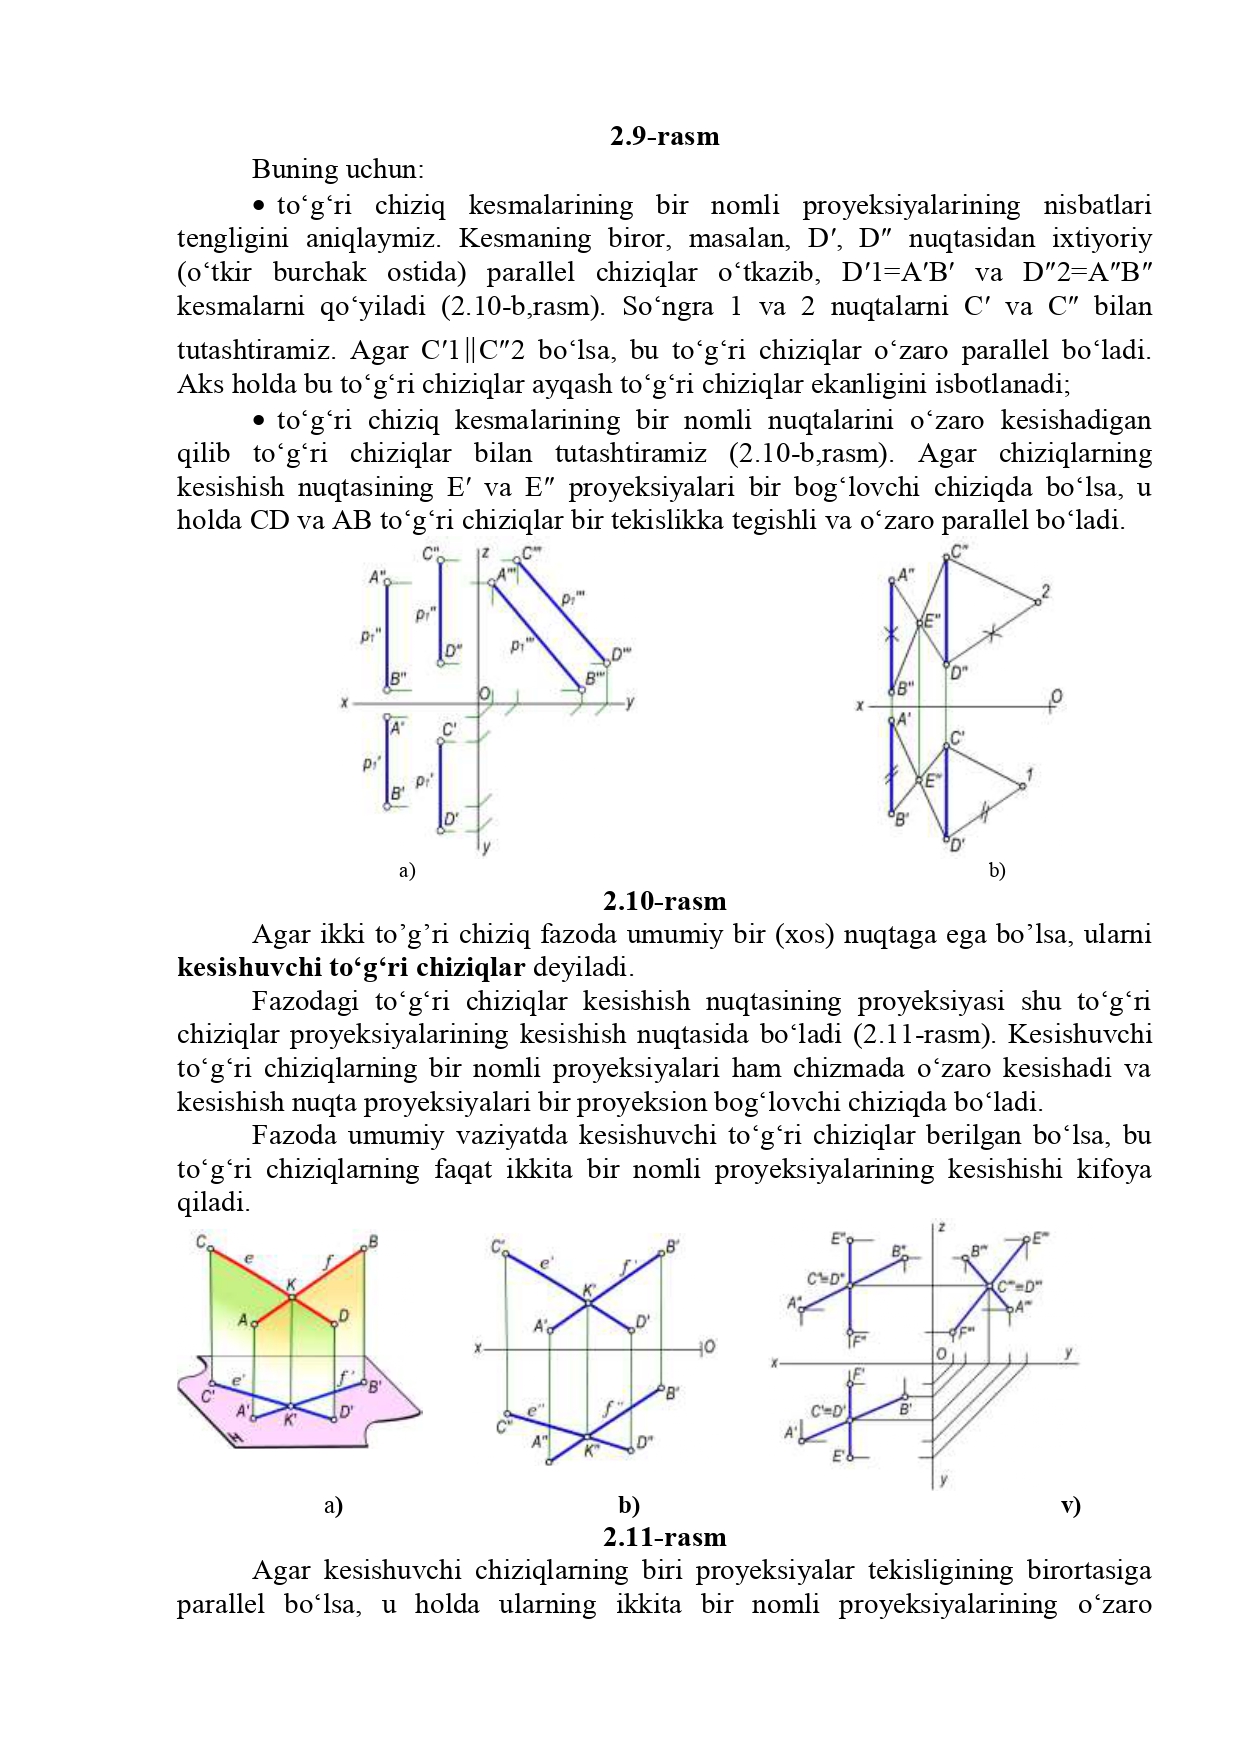 2.9-rasm
Buning uchun:
• to‘g‘ri chiziq kesmalarining bir nomli proyeksiyalarining nisbatlari
tengligini aniqlaymiz. Kesmaning biror, masalan, D′, D″ nuqtasidan ixtiyoriy
(o‘tkir burchak ostida) parallel chiziqlar o‘tkazib, D′1=A′B′ va D″2=A″B″
kesmalarni qo‘yiladi (2.10-b,rasm). So‘ngra 1 va 2 nuqtalarni C′ va C″ bilan
tutashtiramiz. Agar C′1||C″2 bo‘lsa, bu to‘g‘ri chiziqlar o‘zaro parallel bo‘ladi.
Aks holda bu to‘g‘ri chiziqlar ayqash to‘g‘ri chiziqlar ekanligini isbotlanadi;
• to‘g‘ri chiziq kesmalarining bir nomli nuqtalarini o‘zaro kesishadigan
qilib to‘g‘ri chiziqlar bilan tutashtiramiz (2.10-b,rasm). Agar chiziqlarning
kesishish nuqtasining E′ va E″ proyeksiyalari bir bog‘lovchi chiziqda bo‘lsa, u
holda CD va AB to‘g‘ri chiziqlar bir tekislikka tegishli va o‘zaro parallel bo‘ladi.
C" z C"'
A" A"'
p₁" p₁" p₁"' p₁"'
D" D"'
B" O B"'
x y
A' C'
p₁' p₁'
B' D'
y
C"
A" 2
E"
D"
B" O
x
A' C'
E" 1
B' D'
a) b)
2.10-rasm
Agar ikki to’g’ri chiziq fazoda umumiy bir (xos) nuqtaga ega bo’lsa, ularni
kesishuvchi to‘g‘ri chiziqlar deyiladi.
Fazodagi to‘g‘ri chiziqlar kesishish nuqtasining proyeksiyasi shu to‘g‘ri
chiziqlar proyeksiyalarining kesishish nuqtasida bo‘ladi (2.11-rasm). Kesishuvchi
to‘g‘ri chiziqlarning bir nomli proyeksiyalari ham chizmada o‘zaro kesishadi va
kesishish nuqta proyeksiyalari bir proyeksion bog‘lovchi chiziqda bo‘ladi.
Fazoda umumiy vaziyatda kesishuvchi to‘g‘ri chiziqlar berilgan bo‘lsa, bu
to‘g‘ri chiziqlarning faqat ikkita bir nomli proyeksiyalarining kesishishi kifoya
qiladi.
C e f B
K
A D
C' e' f' B'
A' K' D'
H
C' e' f' B'
K'
A' D'
x O
C" e" f" B'
A" K" D"
z
E" B" B"' E"'
C"≡D" C"'≡D"'
A" A"'
F" F"'
x O y
F'
C'≡D' B'
A'
E'
y
a) b) v)
2.11-rasm
Agar kesishuvchi chiziqlarning biri proyeksiyalar tekisligining birortasiga
parallel bo‘lsa, u holda ularning ikkita bir nomli proyeksiyalarining o‘zaro